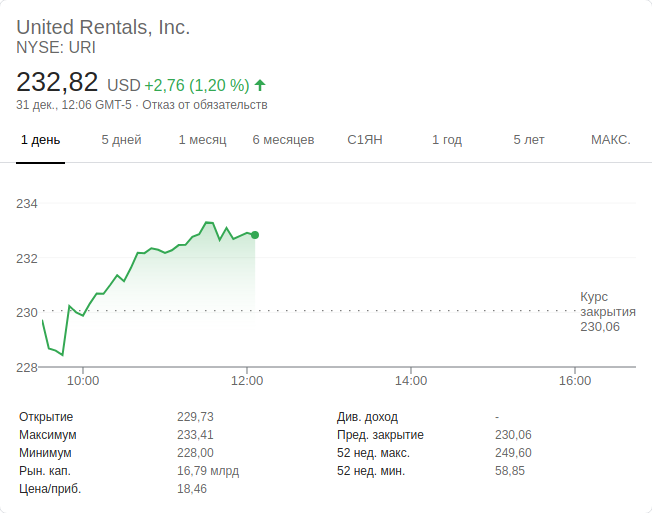 United Rentals, Inc.
NYSE: URI
232,82 USD +2,76 (1,20 %)
31 дек., 12:06 GMT-5 · Отказ от обязательств
1 день 5 дней 1 месяц 6 месяцев С1ЯН 1 год 5 лет МАКС.
234
232
230
228
Курс
закрытия
230,06
10:00 12:00 14:00 16:00
Открытие 229,73 Див. доход -
Максимум 233,41 Пред. закрытие 230,06
Минимум 228,00 52 нед. макс. 249,60
Рын. кап. 16,79 млрд 52 нед. мин. 58,85
Цена/приб. 18,46